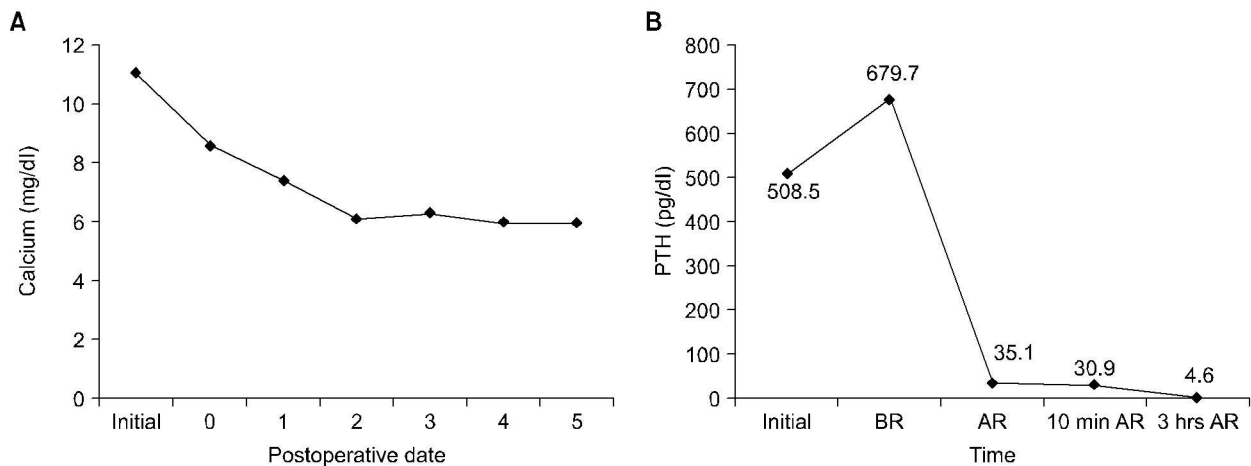 A
Calcium (mg/dl)
12
10
8
6
4
2
0
Initial 0 1 2 3 4 5
Postoperative date
B
PTH (pg/dl)
800
700
600
500
400
300
200
100
0
508.5
679.7
35.1
30.9
4.6
Initial BR AR 10 min AR 3 hrs AR
Time